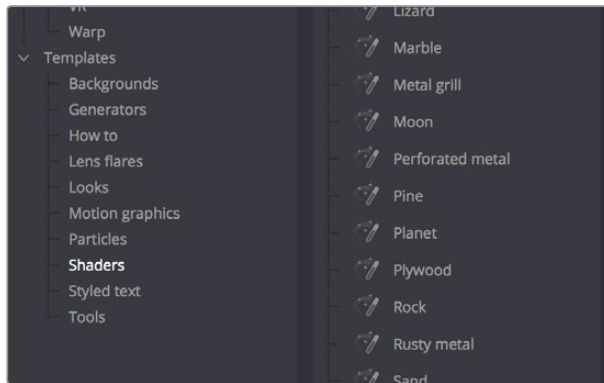 VR
Warp
Templates
Backgrounds
Generators
How to
Lens flares
Looks
Motion graphics
Particles
Shaders
Styled text
Tools
Lizard
Marble
Metal grill
Moon
Perforated metal
Pine
Planet
Plywood
Rock
Rusty metal
Sand